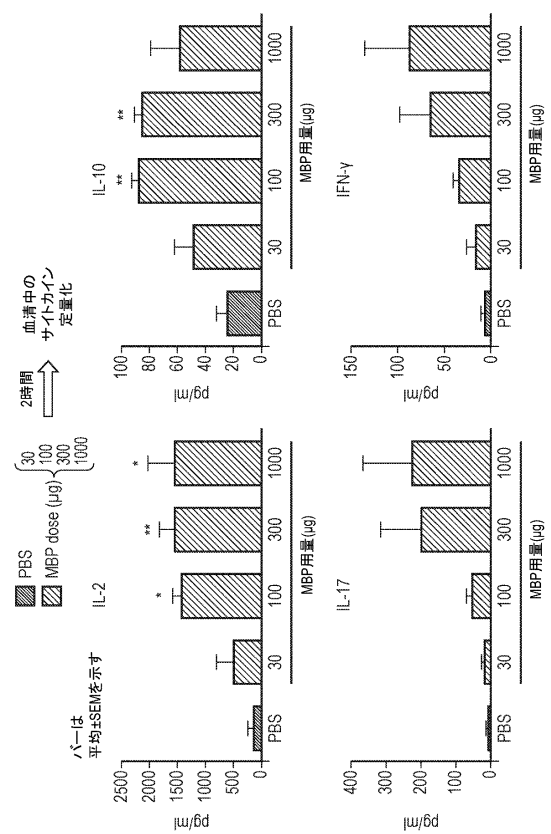 バーは
平均±SEMを示す
PBS
MBP dose (μg)
30
100
300
1000
2時間
血清中の
サイトカイン
定量化
IL-2
pg/ml
2500
2000
1500
1000
500
0
*
**
*
PBS
30
100
300
1000
MBP用量(μg)
IL-10
pg/ml
100
80
60
40
20
0
**
**
PBS
30
100
300
1000
MBP用量(μg)
IL-17
pg/ml
400
300
200
100
0
PBS
30
100
300
1000
MBP用量(μg)
IFN-γ
pg/ml
150
100
50
0
PBS
30
100
300
1000
MBP用量(μg)